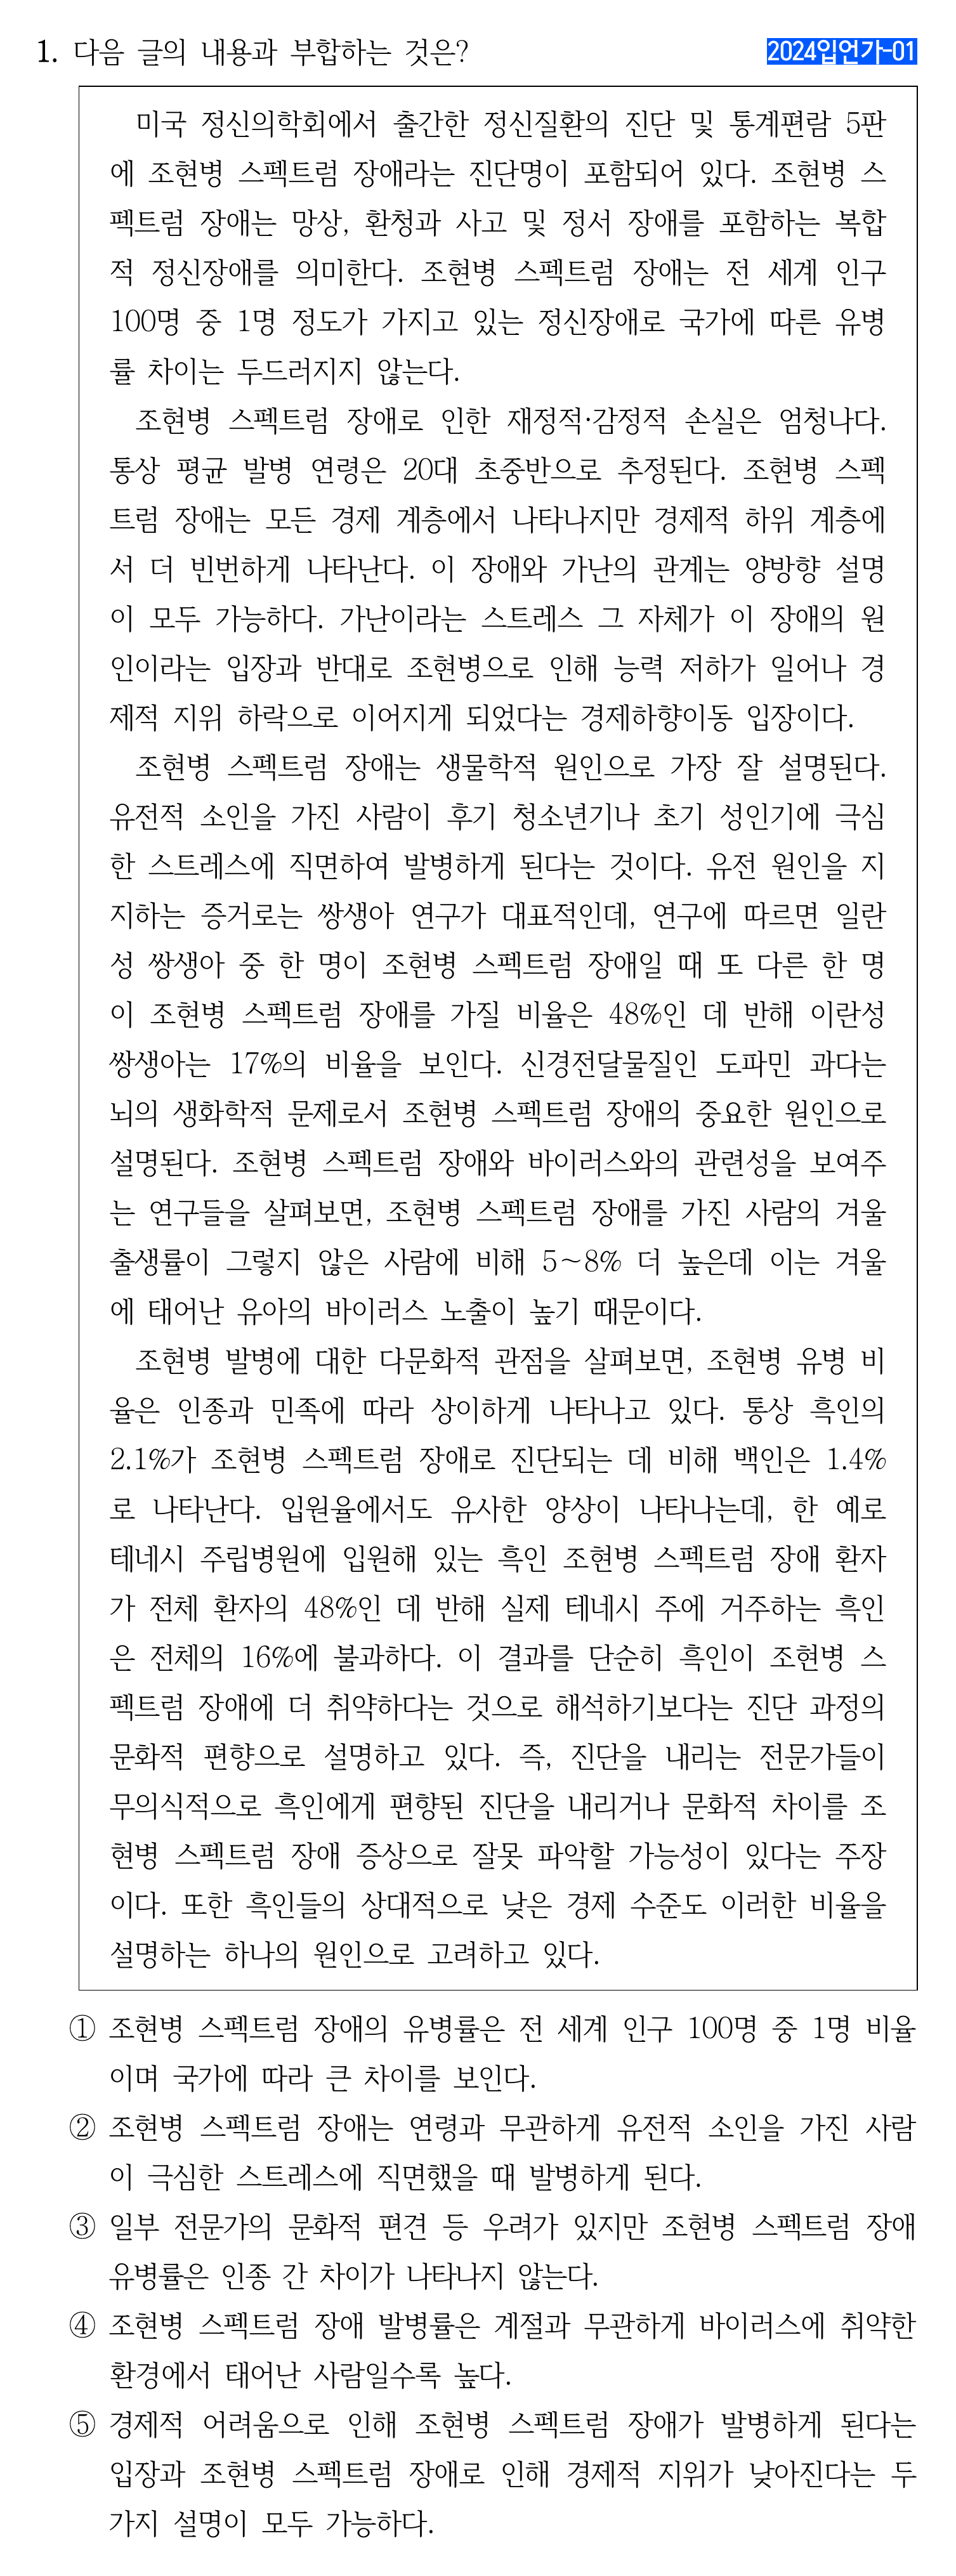 1. 다음 글의 내용과 부합하는 것은?
2024입언가-01
미국 정신의학회에서 출간한 정신질환의 진단 및 통계편람 5판
에 조현병 스펙트럼 장애라는 진단명이 포함되어 있다. 조현병 스
펙트럼 장애는 망상, 환청과 사고 및 정서 장애를 포함하는 복합
적 정신장애를 의미한다. 조현병 스펙트럼 장애는 전 세계 인구
100명 중 1명 정도가 가지고 있는 정신장애로 국가에 따른 유병
률 차이는 두드러지지 않는다.
조현병 스펙트럼 장애로 인한 재정적·감정적 손실은 엄청나다.
통상 평균 발병 연령은 20대 초중반으로 추정된다. 조현병 스펙
트럼 장애는 모든 경제 계층에서 나타나지만 경제적 하위 계층에
서 더 빈번하게 나타난다. 이 장애와 가난의 관계는 양방향 설명
이 모두 가능하다. 가난이라는 스트레스 그 자체가 이 장애의 원
인이라는 입장과 반대로 조현병으로 인해 능력 저하가 일어나 경
제적 지위 하락으로 이어지게 되었다는 경제하향이동 입장이다.
조현병 스펙트럼 장애는 생물학적 원인으로 가장 잘 설명된다.
유전적 소인을 가진 사람이 후기 청소년기나 초기 성인기에 극심
한 스트레스에 직면하여 발병하게 된다는 것이다. 유전 원인을 지
지하는 증거로는 쌍생아 연구가 대표적인데, 연구에 따르면 일란
성 쌍생아 중 한 명이 조현병 스펙트럼 장애일 때 또 다른 한 명
이 조현병 스펙트럼 장애를 가질 비율은 48%인 데 반해 이란성
쌍생아는 17%의 비율을 보인다. 신경전달물질인 도파민 과다는
뇌의 생화학적 문제로서 조현병 스펙트럼 장애의 중요한 원인으로
설명된다. 조현병 스펙트럼 장애와 바이러스와의 관련성을 보여주
는 연구들을 살펴보면, 조현병 스펙트럼 장애를 가진 사람의 겨울
출생률이 그렇지 않은 사람에 비해 5~8% 더 높은데 이는 겨울
에 태어난 유아의 바이러스 노출이 높기 때문이다.
조현병 발병에 대한 다문화적 관점을 살펴보면, 조현병 유병 비
율은 인종과 민족에 따라 상이하게 나타나고 있다. 통상 흑인의
2.1%가 조현병 스펙트럼 장애로 진단되는 데 비해 백인은 1.4%
로 나타난다. 입원율에서도 유사한 양상이 나타나는데, 한 예로
테네시 주립병원에 입원해 있는 흑인 조현병 스펙트럼 장애 환자
가 전체 환자의 48%인 데 반해 실제 테네시 주에 거주하는 흑인
은 전체의 16%에 불과하다. 이 결과를 단순히 흑인이 조현병 스
펙트럼 장애에 더 취약하다는 것으로 해석하기보다는 진단 과정의
문화적 편향으로 설명하고 있다. 즉, 진단을 내리는 전문가들이
무의식적으로 흑인에게 편향된 진단을 내리거나 문화적 차이를 조
현병 스펙트럼 장애 증상으로 잘못 파악할 가능성이 있다는 주장
이다. 또한 흑인들의 상대적으로 낮은 경제 수준도 이러한 비율을
설명하는 하나의 원인으로 고려하고 있다.
① 조현병 스펙트럼 장애의 유병률은 전 세계 인구 100명 중 1명 비율
이며 국가에 따라 큰 차이를 보인다.
② 조현병 스펙트럼 장애는 연령과 무관하게 유전적 소인을 가진 사람
이 극심한 스트레스에 직면했을 때 발병하게 된다.
③ 일부 전문가의 문화적 편견 등 우려가 있지만 조현병 스펙트럼 장애
유병률은 인종 간 차이가 나타나지 않는다.
④ 조현병 스펙트럼 장애 발병률은 계절과 무관하게 바이러스에 취약한
환경에서 태어난 사람일수록 높다.
⑤ 경제적 어려움으로 인해 조현병 스펙트럼 장애가 발병하게 된다는
입장과 조현병 스펙트럼 장애로 인해 경제적 지위가 낮아진다는 두
가지 설명이 모두 가능하다.